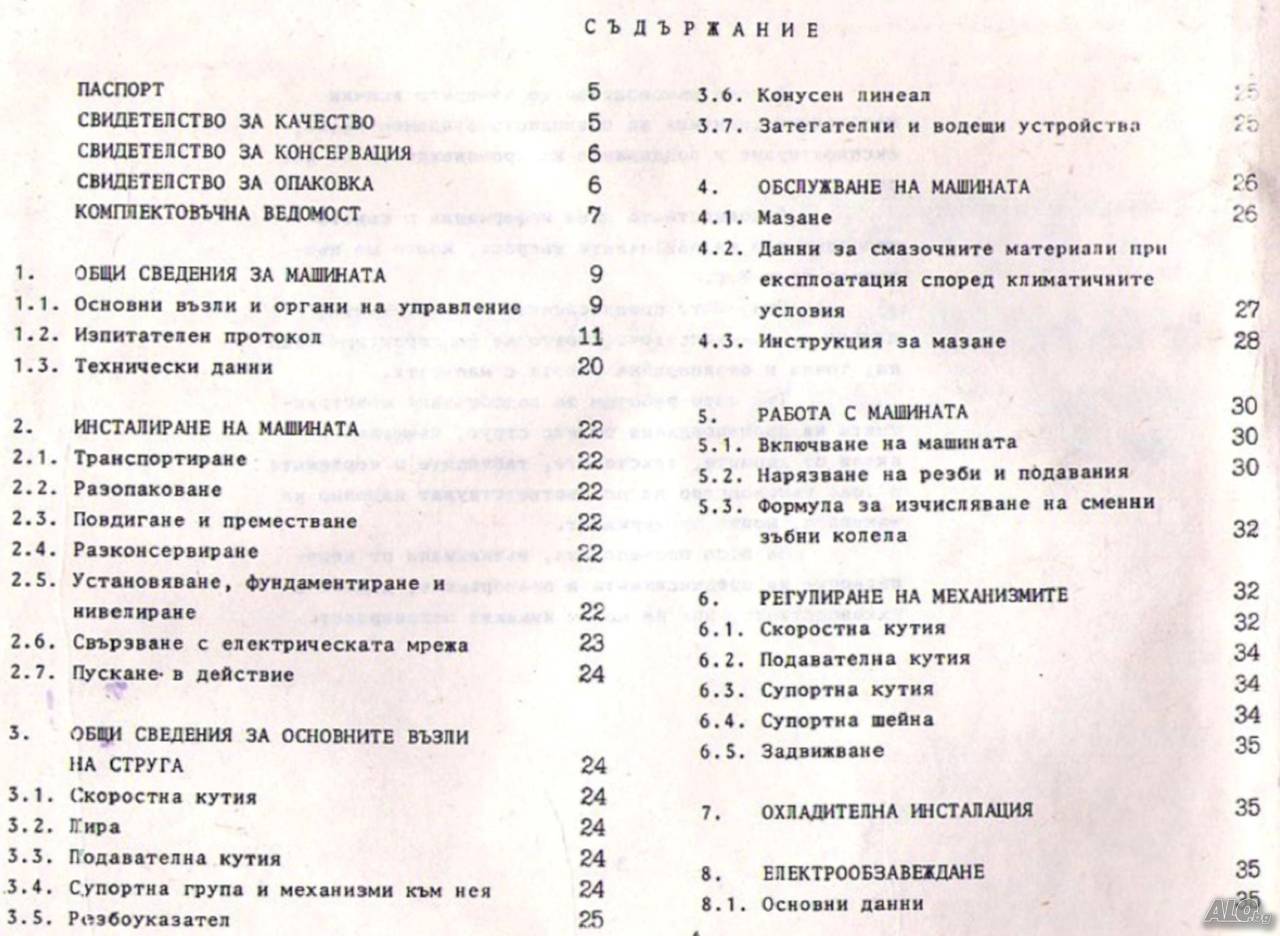 СЪДЪРЖАНИЕ
ПАСПОРТ 5
СВИДЕТЕЛСТВО ЗА КАЧЕСТВО 5
СВИДЕТЕЛСТВО ЗА КОНСЕРВАЦИЯ 6
СВИДЕТЕЛСТВО ЗА ОПАКОВКА 6
КОМПЛЕКТОВЪЧНА ВЕДОМОСТ 7
1. ОБЩИ СВЕДЕНИЯ ЗА МАШИНАТА 9
1.1. Основни възли и органи на управление 9
1.2. Изпитателен протокол 11
1.3. Технически данни 20
2. ИНСТАЛИРАНЕ НА МАШИНАТА 22
2.1. Транспортиране 22
2.2. Разопаковане 22
2.3. Повдигане и преместване 22
2.4. Разконсервиране 22
2.5. Установяване, фундаментиране и
нивелиране 22
2.6. Свързване с електрическата мрежа 23
2.7. Пускане в действие 24
3. ОБЩИ СВЕДЕНИЯ ЗА ОСНОВНИТЕ ВЪЗЛИ
НА СТРУГА 24
3.1. Скоростна кутия 24
3.2. Лира 24
3.3. Подавателна кутия 24
3.4. Супортна група и механизми към нея 24
3.5. Резбоуказател 25
3.6. Конусен линеал 25
3.7. Затегателни и водещи устройства 25
4. ОБСЛУЖВАНЕ НА МАШИНАТА 26
4.1. Мазане 26
4.2. Данни за смазочните материали при
експлоатация според климатичните
условия 27
4.3. Инструкция за мазане 28
5. РАБОТА С МАШИНАТА 30
5.1. Включване на машината 30
5.2. Нарязване на резби и подавания 30
5.3. Формула за изчисляване на сменни
зъбни колела 32
6. РЕГУЛИРАНЕ НА МЕХАНИЗМИТЕ 32
6.1. Скоростна кутия 32
6.2. Подавателна кутия 34
6.3. Супортна кутия 34
6.4. Супортна шейна 34
6.5. Задвижване 35
7. ОХЛАДИТЕЛНА ИНСТАЛАЦИЯ 35
8. ЕЛЕКТРООБЗАВЕЖДАНЕ 35
8.1. Основни данни 35
ALO.bg